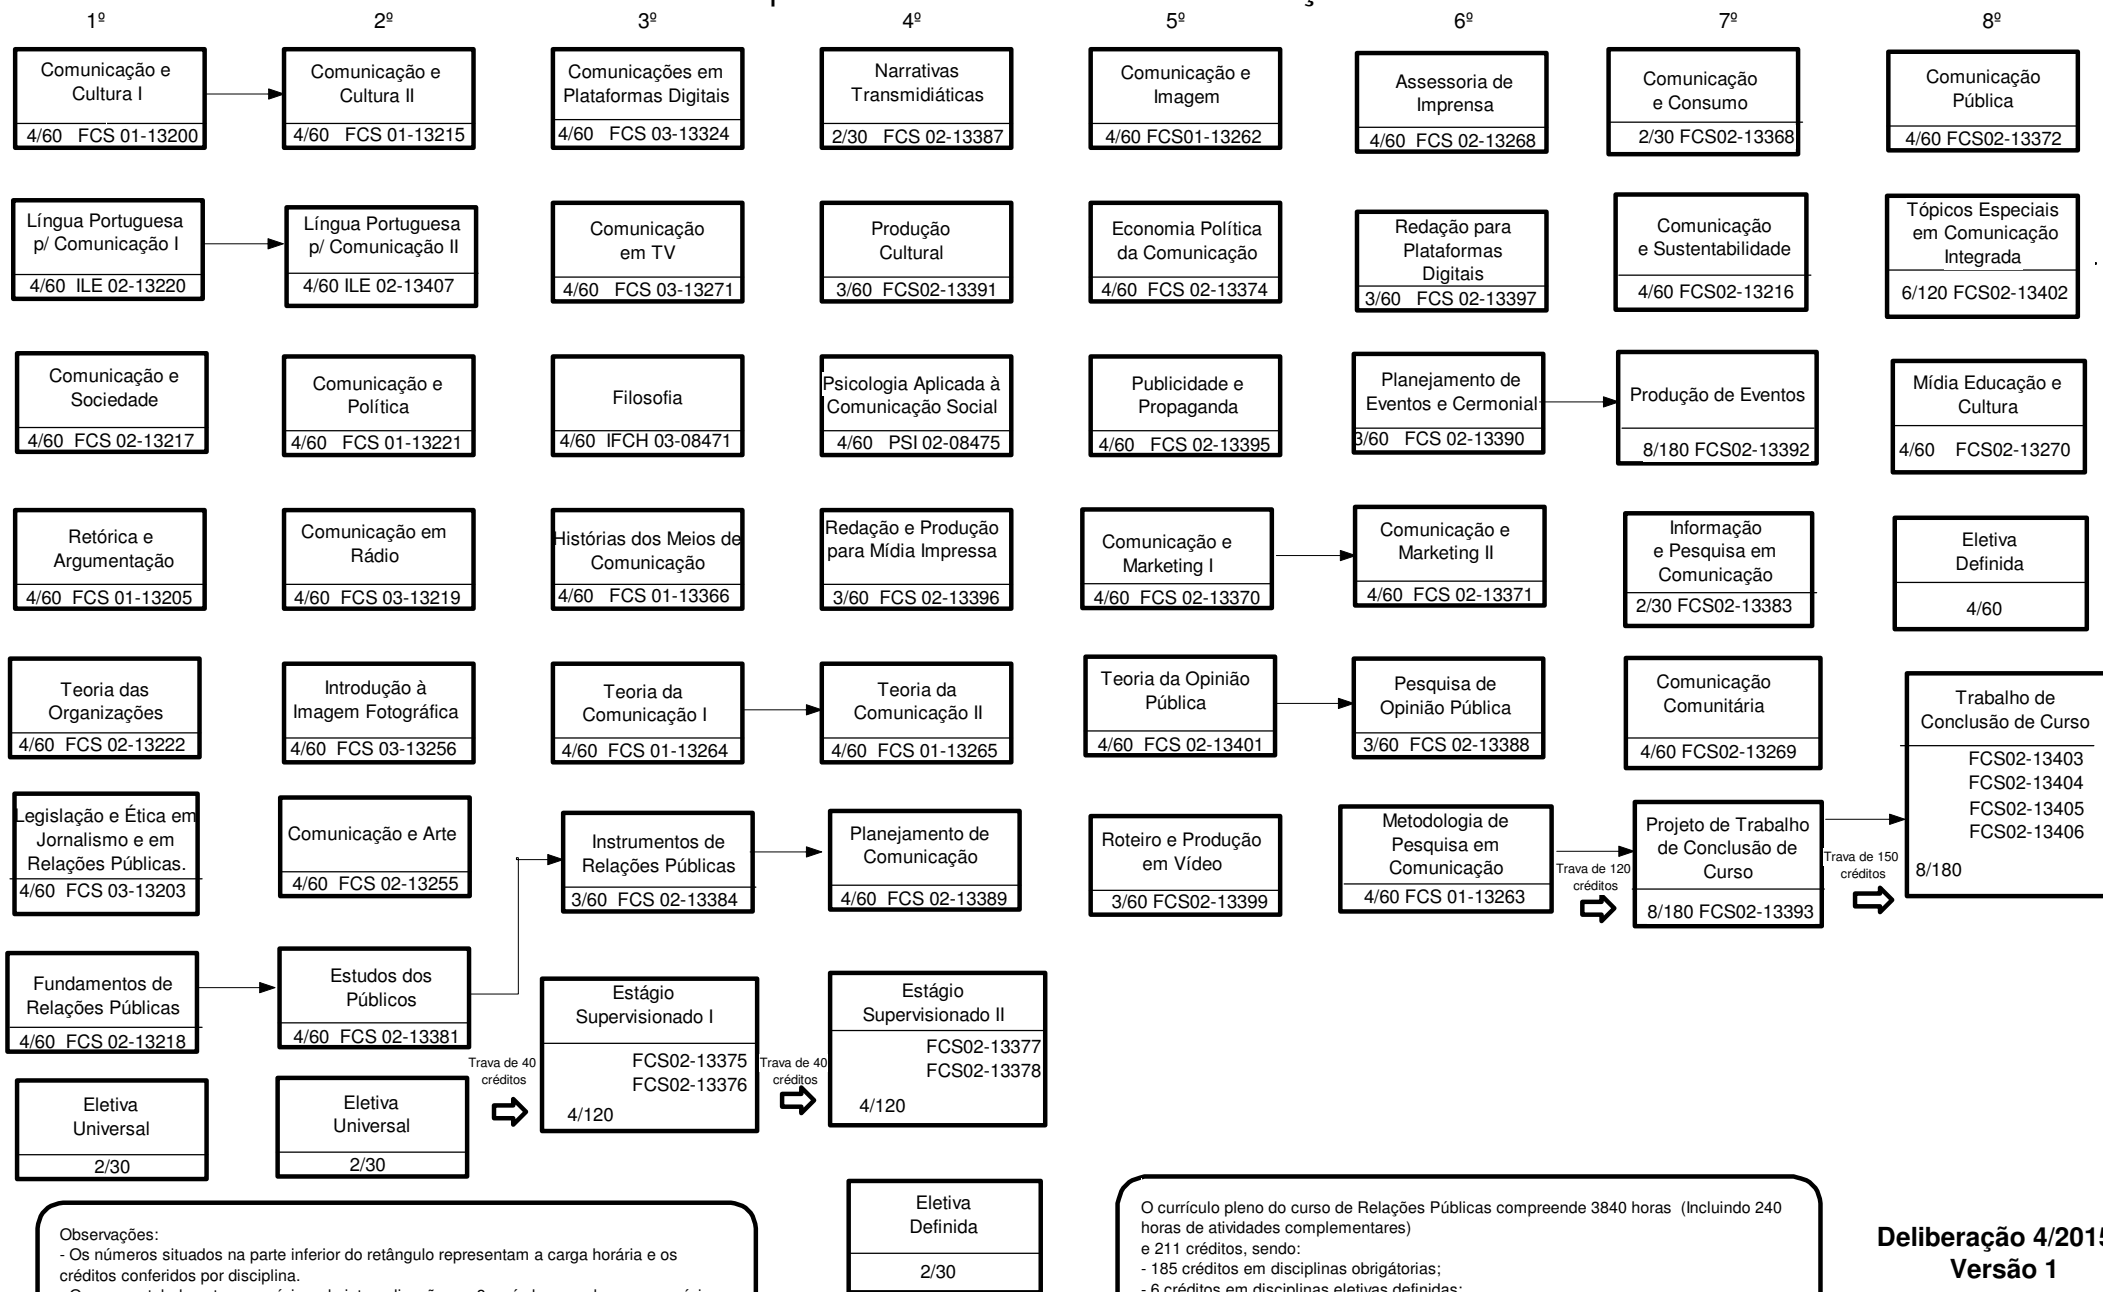 1º
2º
3º
4º
5º
6º
7º
8º
Comunicação e
Cultura I
4/60 FCS 01-13200
Comunicação e
Cultura II
4/60 FCS 01-13215
Comunicações em
Plataformas Digitais
4/60 FCS 03-13324
Narrativas
Transmidiáticas
2/30 FCS 02-13387
Comunicação e
Imagem
4/60 FCS01-13262
Assessoria de
Imprensa
4/60 FCS 02-13268
Comunicação
e Consumo
2/30 FCS02-13368
Comunicação
Pública
4/60 FCS02-13372
Língua Portuguesa
p/ Comunicação I
4/60 ILE 02-13220
Língua Portuguesa
p/ Comunicação II
4/60 ILE 02-13407
Comunicação
em TV
4/60 FCS 03-13271
Produção
Cultural
3/60 FCS02-13391
Economia Política
da Comunicação
4/60 FCS 02-13374
Redação para
Plataformas
Digitais
3/60 FCS 02-13397
Comunicação
e Sustentabilidade
4/60 FCS02-13216
Tópicos Especiais
em Comunicação
Integrada
6/120 FCS02-13402
Comunicação e
Sociedade
4/60 FCS 02-13217
Comunicação e
Política
4/60 FCS 01-13221
Filosofia
4/60 IFCH 03-08471
Psicologia Aplicada à
Comunicação Social
4/60 PSI 02-08475
Publicidade e
Propaganda
4/60 FCS 02-13395
Planejamento de
Eventos e Cermonial
3/60 FCS 02-13390
Produção de Eventos
8/180 FCS02-13392
Mídia Educação e
Cultura
4/60 FCS02-13270
Retórica e
Argumentação
4/60 FCS 01-13205
Comunicação em
Rádio
4/60 FCS 03-13219
Histórias dos Meios de
Comunicação
4/60 FCS 01-13366
Redação e Produção
para Mídia Impressa
3/60 FCS 02-13396
Comunicação e
Marketing I
4/60 FCS 02-13370
Comunicação e
Marketing II
4/60 FCS 02-13371
Informação
e Pesquisa em
Comunicação
2/30 FCS02-13383
Eletiva
Definida
4/60
Teoria das
Organizações
4/60 FCS 02-13222
Introdução à
Imagem Fotográfica
4/60 FCS 03-13256
Teoria da
Comunicação I
4/60 FCS 01-13264
Teoria da
Comunicação II
4/60 FCS 01-13265
Teoria da Opinião
Pública
4/60 FCS 02-13401
Pesquisa de
Opinião Pública
3/60 FCS 02-13388
Comunicação
Comunitária
4/60 FCS02-13269
Trabalho de
Conclusão de Curso
FCS02-13403
FCS02-13404
FCS02-13405
FCS02-13406
8/180
Legislação e Ética em
Jornalismo e em
Relações Públicas.
4/60 FCS 03-13203
Comunicação e Arte
4/60 FCS 02-13255
Instrumentos de
Relações Públicas
3/60 FCS 02-13384
Planejamento de
Comunicação
4/60 FCS 02-13389
Roteiro e Produção
em Vídeo
3/60 FCS02-13399
Metodologia de
Pesquisa em
Comunicação
4/60 FCS 01-13263
Trava de 120
créditos
Projeto de Trabalho
de Conclusão de
Curso
8/180 FCS02-13393
Trava de 150
créditos
Fundamentos de
Relações Públicas
4/60 FCS 02-13218
Estudos dos
Públicos
4/60 FCS 02-13381
Trava de 40
créditos
Estágio
Supervisionado I
FCS02-13375
FCS02-13376
4/120
Trava de 40
créditos
Estágio
Supervisionado II
FCS02-13377
FCS02-13378
4/120
Eletiva
Universal
2/30
Eletiva
Universal
2/30
Eletiva
Definida
2/30
Observações:
- Os números situados na parte inferior do retângulo representam a carga horária e os
créditos conferidos por disciplina.
O currículo pleno do curso de Relações Públicas compreende 3840 horas (Incluindo 240
horas de atividades complementares)
e 211 créditos, sendo:
- 185 créditos em disciplinas obrigátorias;
- 6 créditos em disciplinas eletivas definidas;
Deliberação 4/2015
Versão 1